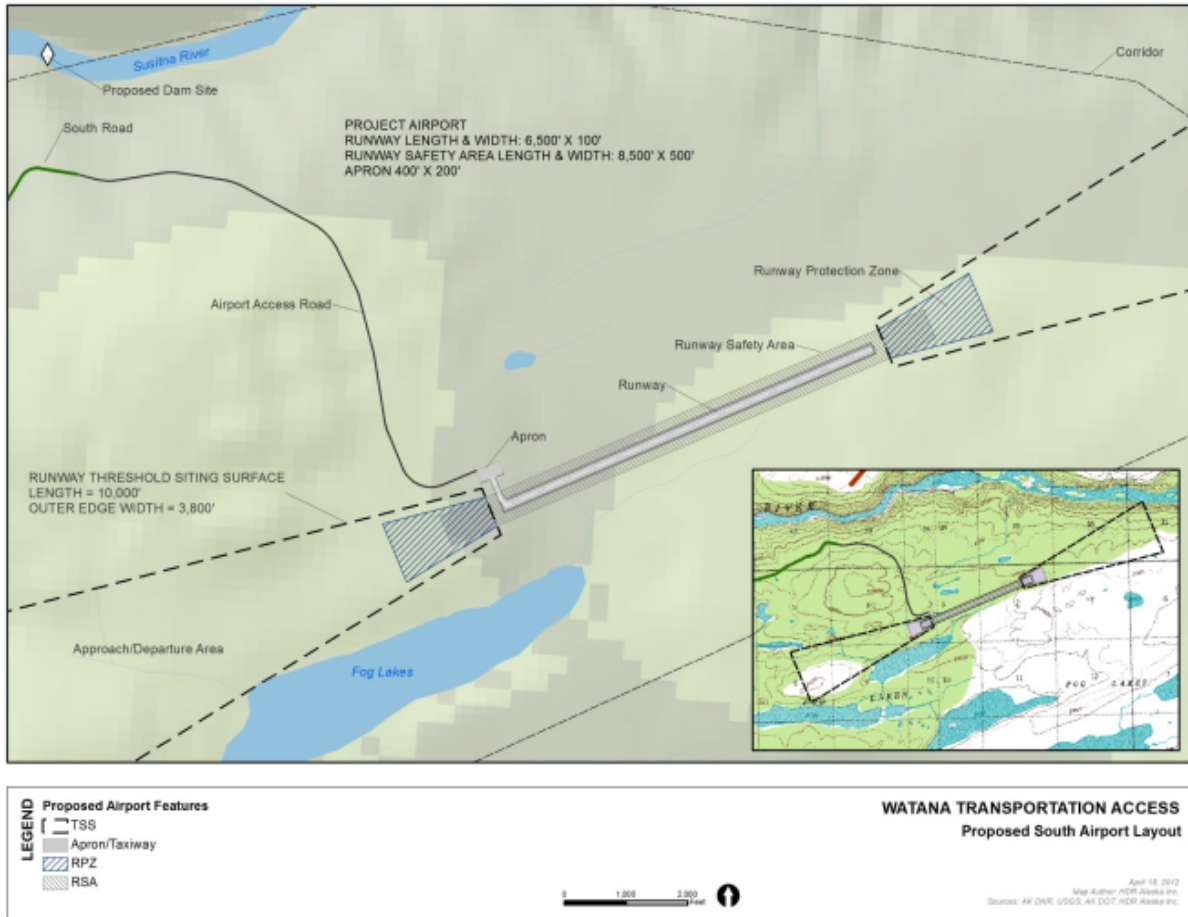 Susitna River
Corridor
Proposed Dam Site
South Road
PROJECT AIRPORT
RUNWAY LENGTH & WIDTH: 6,500' X 100'
RUNWAY SAFETY AREA LENGTH & WIDTH: 8,500' X 500'
APRON 400' X 200'
Runway Protection Zone
Airport Access Road
Runway Safety Area
Runway
Apron
RUNWAY THRESHOLD SITING SURFACE
LENGTH = 10,000'
OUTER EDGE WIDTH = 3,800'
Approach/Departure Area
Fog Lakes
RIVER
FOG LAKES
LAKES
LEGEND
Proposed Airport Features
TSS
Apron/Taxiway
RPZ
RSA
0 1,000 2,000
Feet
WATANA TRANSPORTATION ACCESS
Proposed South Airport Layout
April 18, 2012
Map Author: HDR Alaska Inc.
Sources: AK DNR, USGS, AK DOT, HDR Alaska Inc.